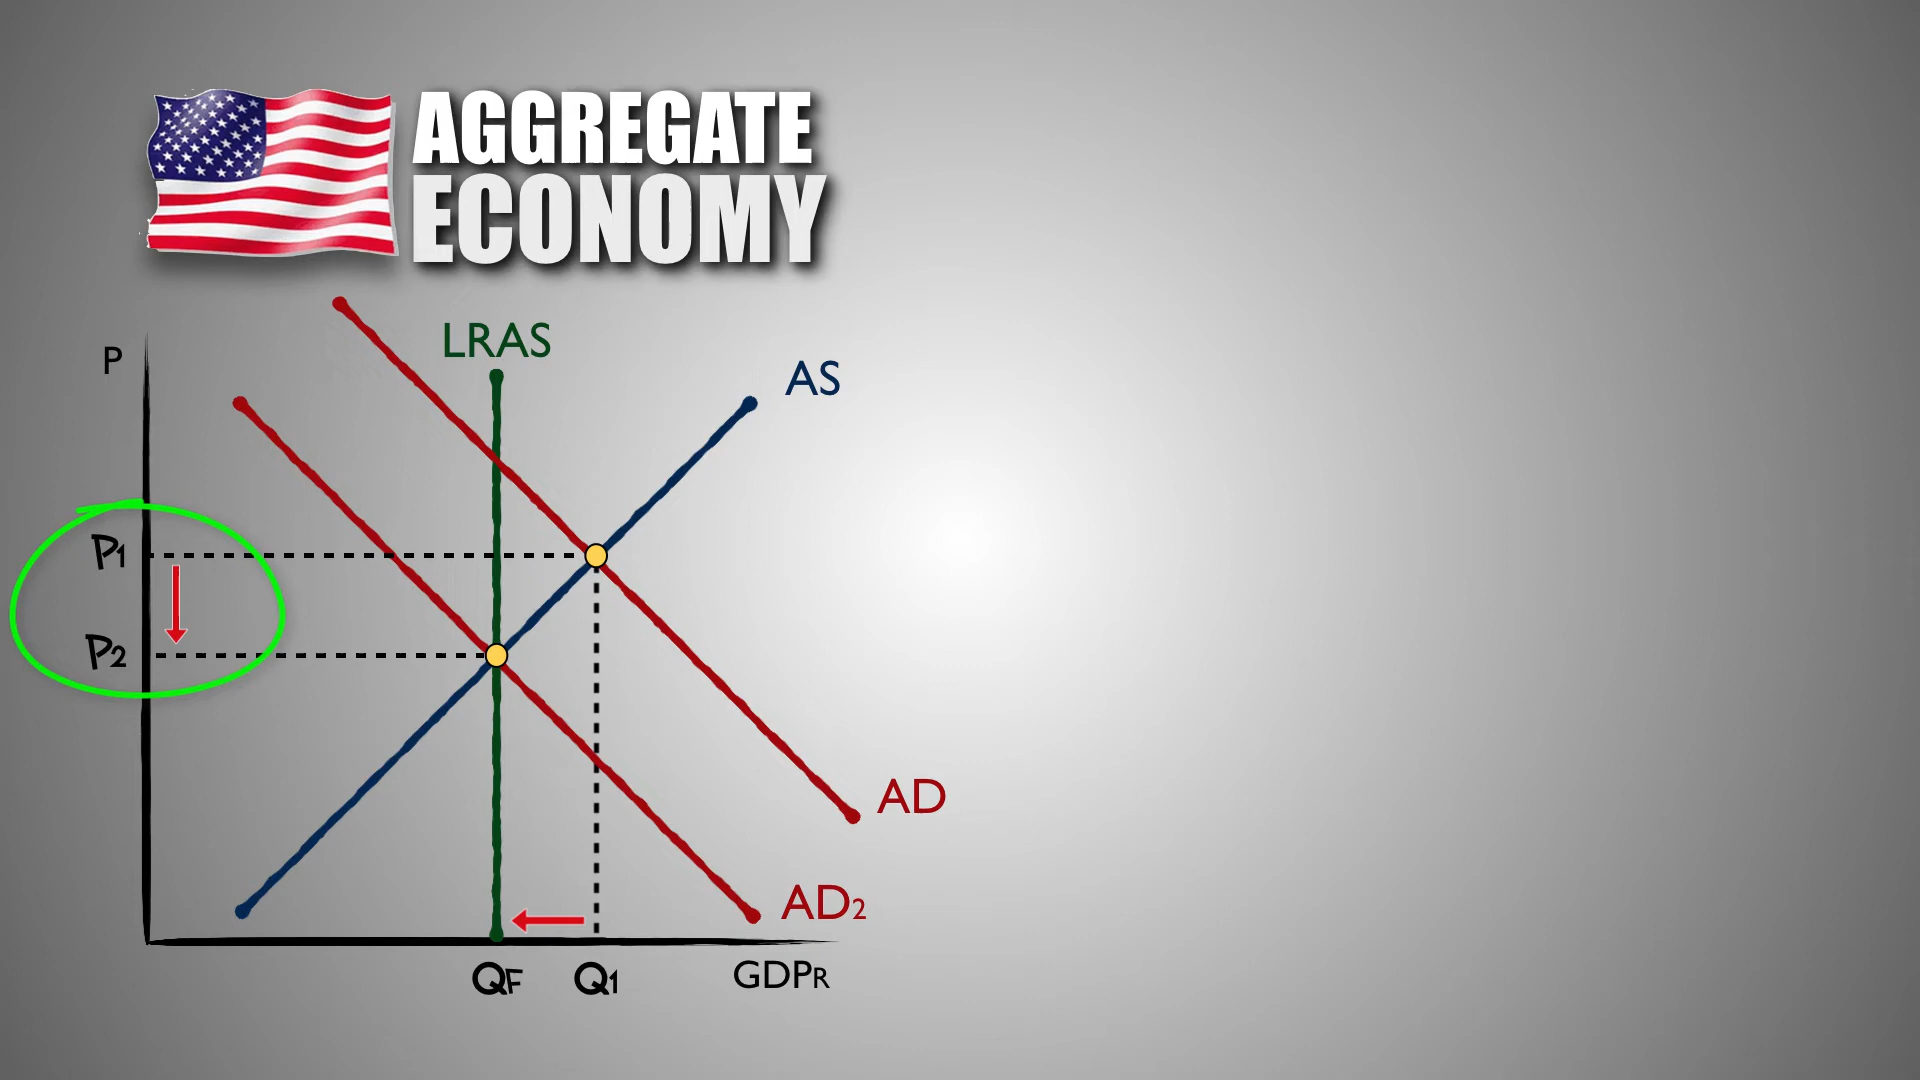 AGGREGATE
ECONOMY
LRAS
P
AS
P1
P2
AD
AD2
QF Q1 GDPR